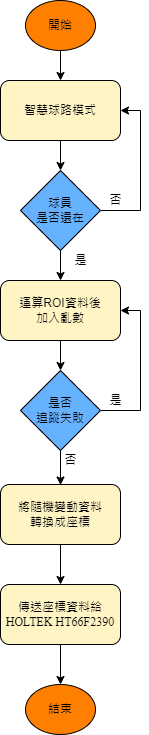 開始
智慧球路模式
球員
是否還在
否
是
運算ROI資料後
加入亂數
是否
追蹤失敗
是
否
將隨機變動資料
轉換成座標
傳送座標資料給
HOLTEK HT66F2390
結束